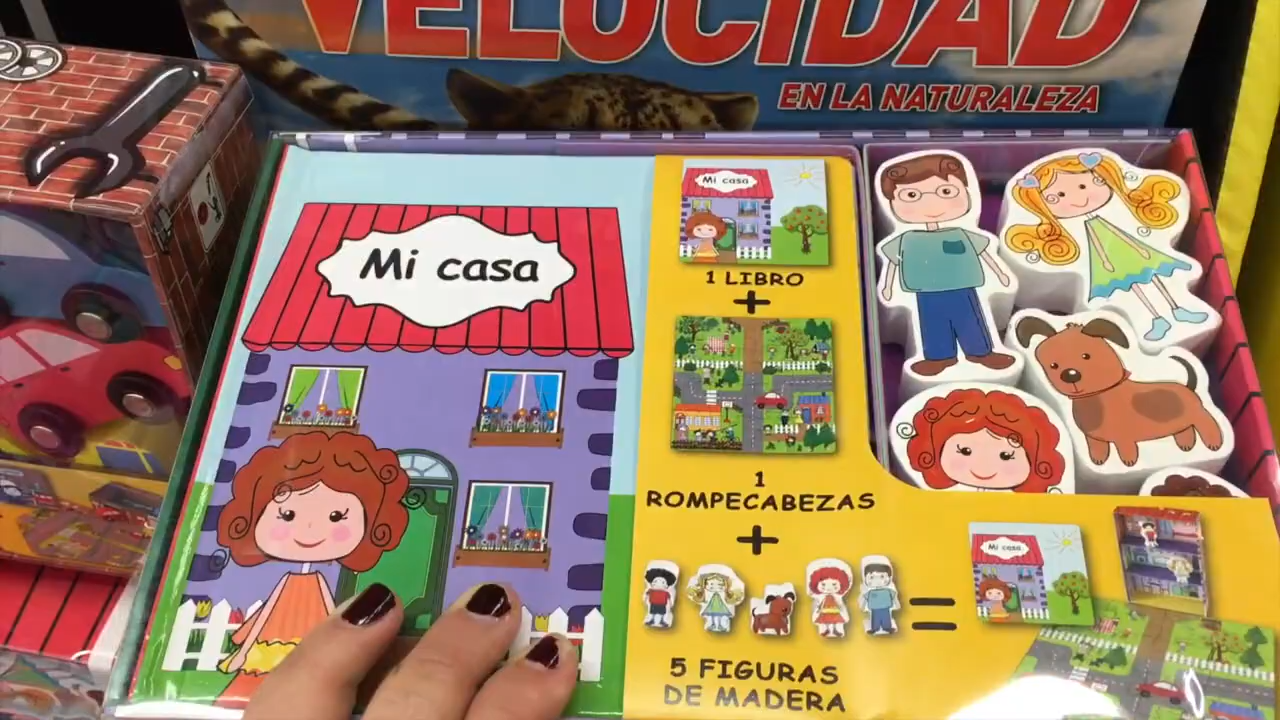 VELOCIDAD
EN LA NATURALEZA
Mi casa
Mi casa
1 LIBRO
+
1
ROMPECABEZAS
+
5 FIGURAS
DE MADERA
=
Mi casa